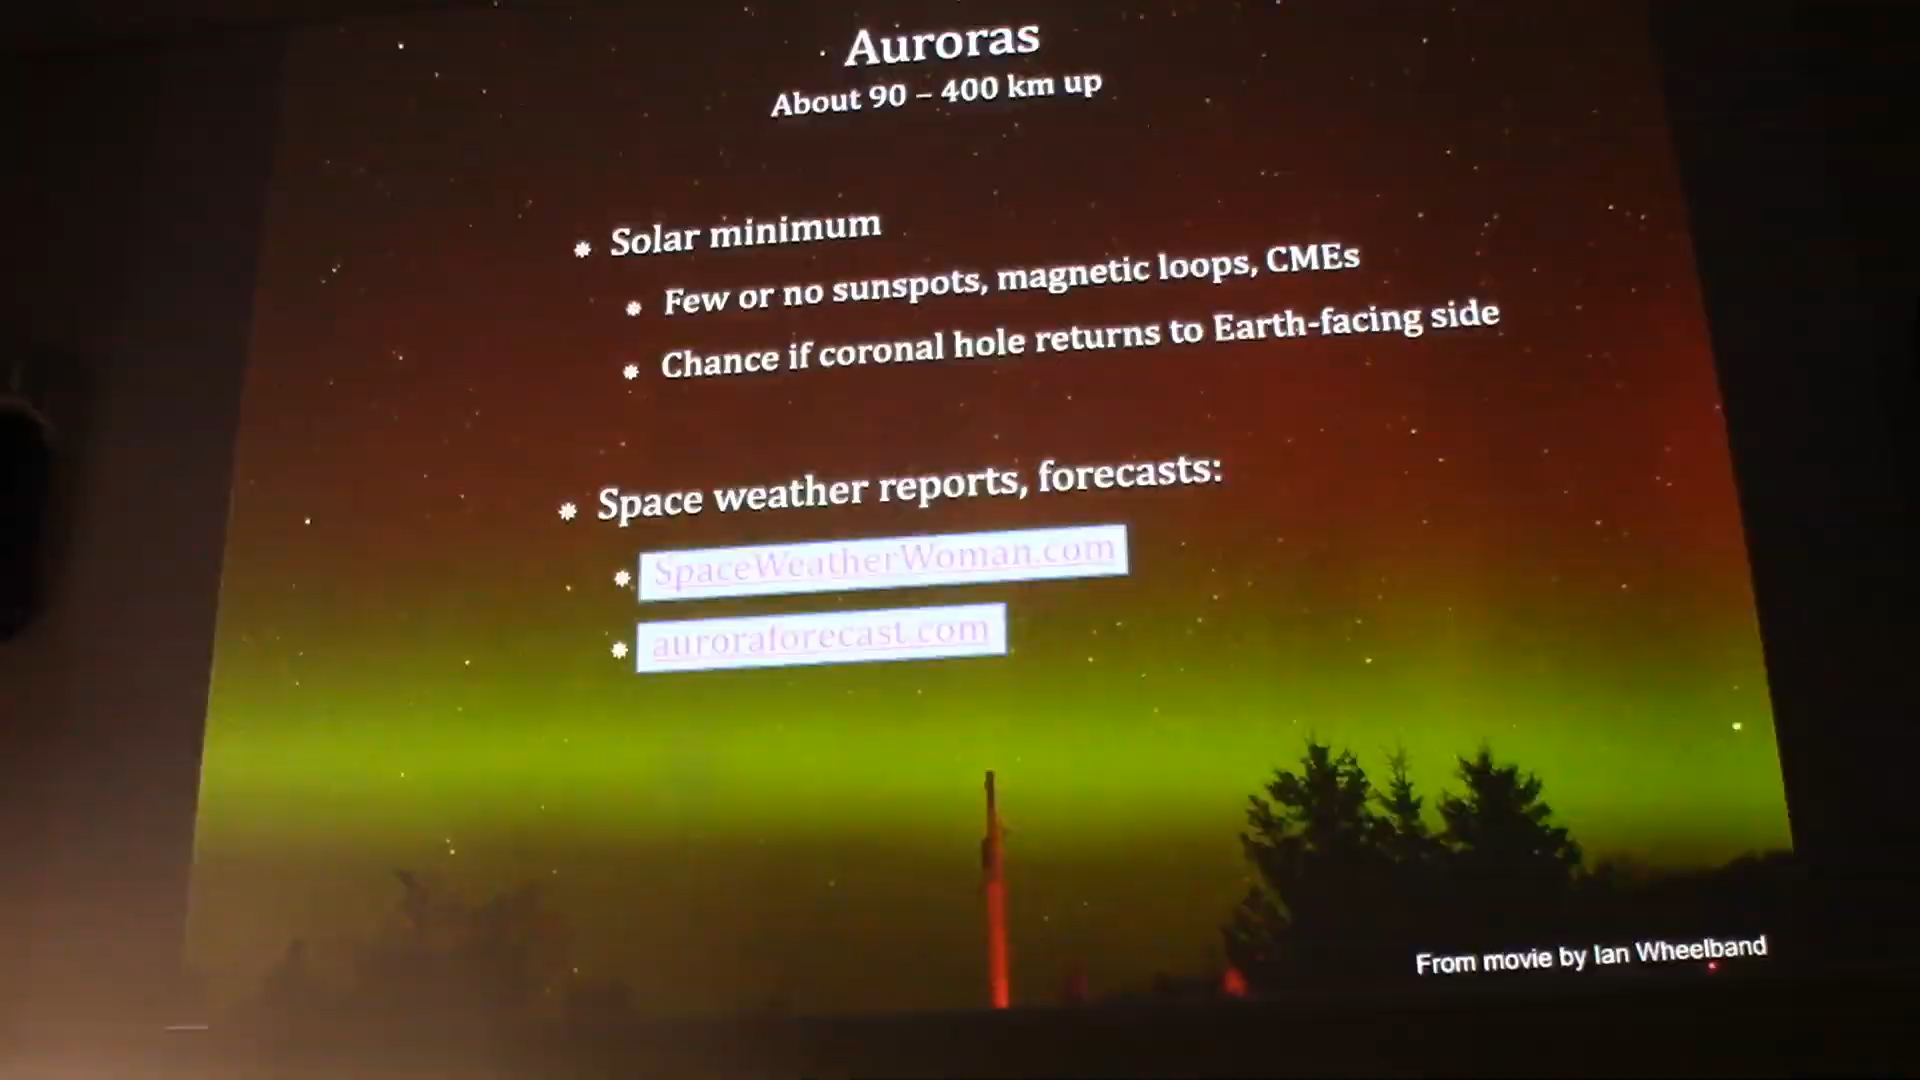 Auroras
About 90 – 400 km up
Solar minimum
Few or no sunspots, magnetic loops, CMEs
Chance if coronal hole returns to Earth-facing side
Space weather reports, forecasts:
SpaceWeatherWoman.com
auroraforecast.com
From movie by Ian Wheelband